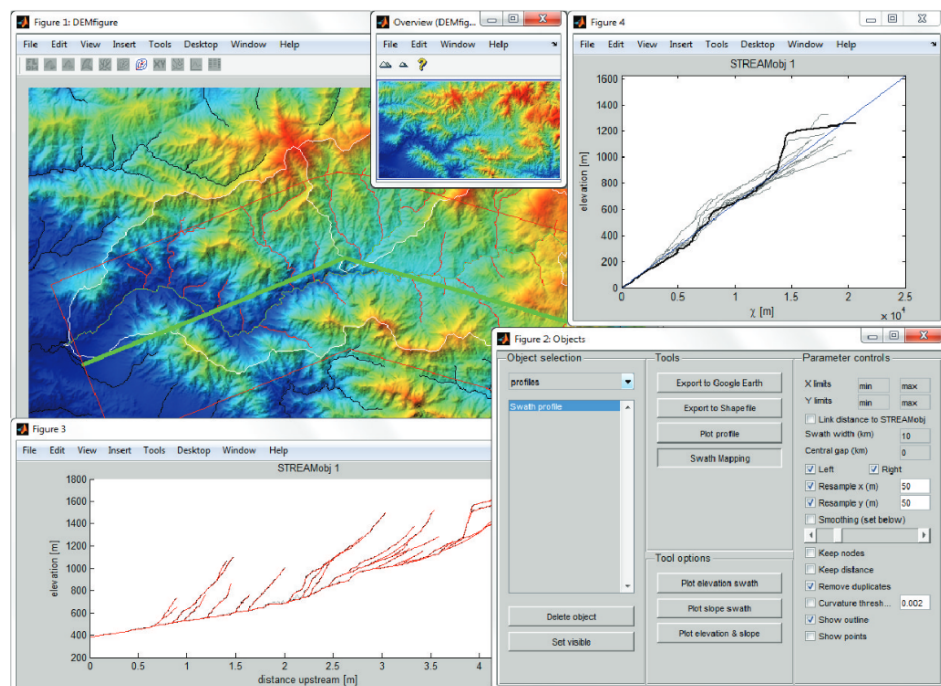 Figure 1: DEMfigure
File Edit View Insert Tools Desktop Window Help
Overview (DEMfig...
File Edit View Window Help
Figure 4
File Edit View Insert Tools Desktop Window Help
STREAMobj 1
1600
1400
1200
1000
800
600
400
200
0
elevation [m]
0 0.5 1 1.5 2 2.5
× 10⁴
χ [m]
Figure 3
File Edit View Insert Tools Desktop Window
STREAMobj 1
1800
1600
1400
1200
1000
800
600
400
200
elevation [m]
0 0.5 1 1.5 2 2.5 3 3.5 4
distance upstream [m]
Figure 2: Objects
Object selection
profiles
Swath profile
Delete object
Set visible
Tools
Export to Google Earth
Export to Shapefile
Plot profile
Swath Mapping
Tool options
Plot elevation swath
Plot slope swath
Plot elevation & slope
Parameter controls
X limits min max
Y limits min max
Link distance to STREAMobj
Swath width (km) 10
Central gap (km) 0
Left Right
Resample x (m) 50
Resample y (m) 50
Smoothing (set below)
Keep nodes
Keep distance
Remove duplicates
Curvature thresh... 0.002
Show outline
Show points